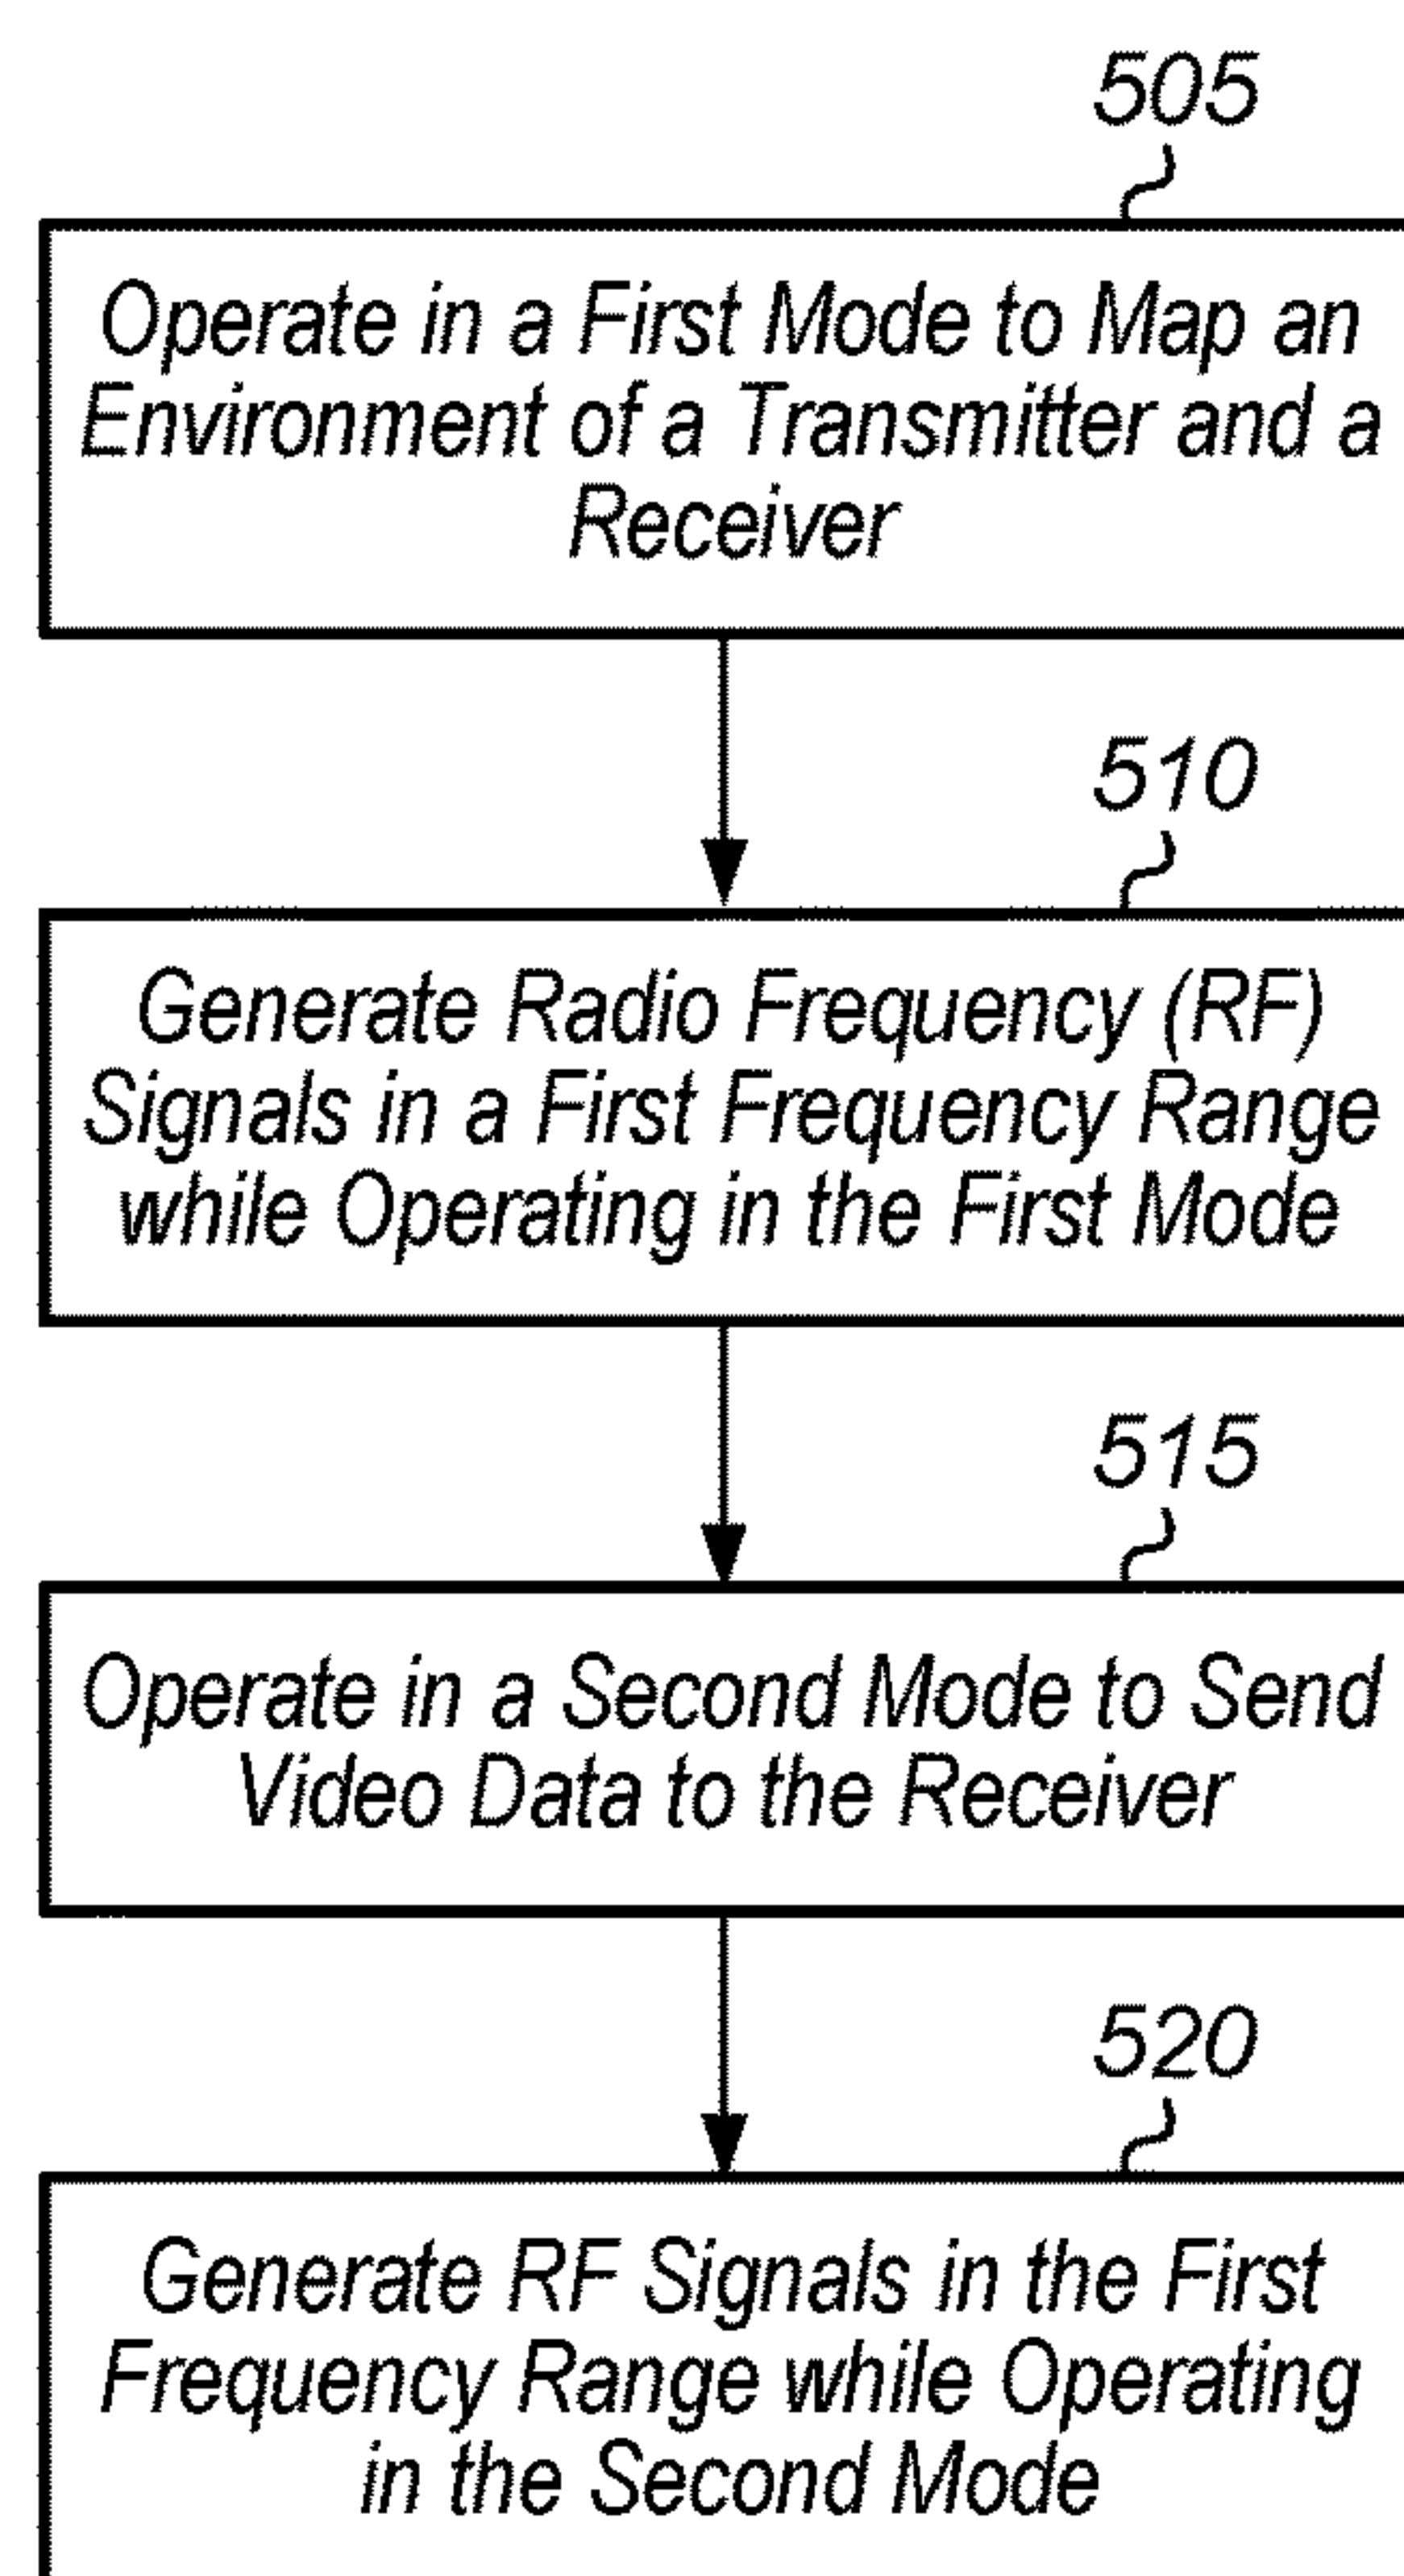 505
Operate in a First Mode to Map an
Environment of a Transmitter and a
Receiver
510
Generate Radio Frequency (RF)
Signals in a First Frequency Range
while Operating in the First Mode
515
Operate in a Second Mode to Send
Video Data to the Receiver
520
Generate RF Signals in the First
Frequency Range while Operating
in the Second Mode